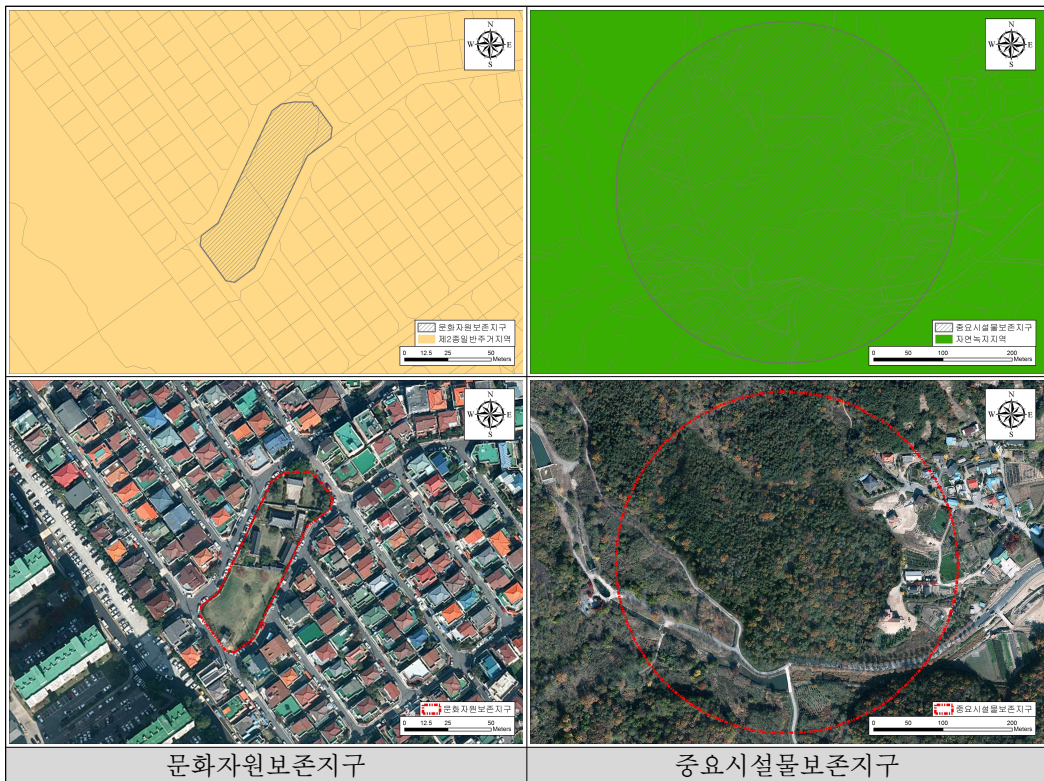 N
W E
S
문화자원보존지구
제2종일반주거지역
0 12.5 25 50
Meters
N
W E
S
중요시설물보존지구
자연녹지지역
0 50 100 200
Meters
N
W E
S
문화자원보존지구
0 12.5 25 50
Meters
N
W E
S
중요시설물보존지구
0 50 100 200
Meters
문화자원보존지구
중요시설물보존지구